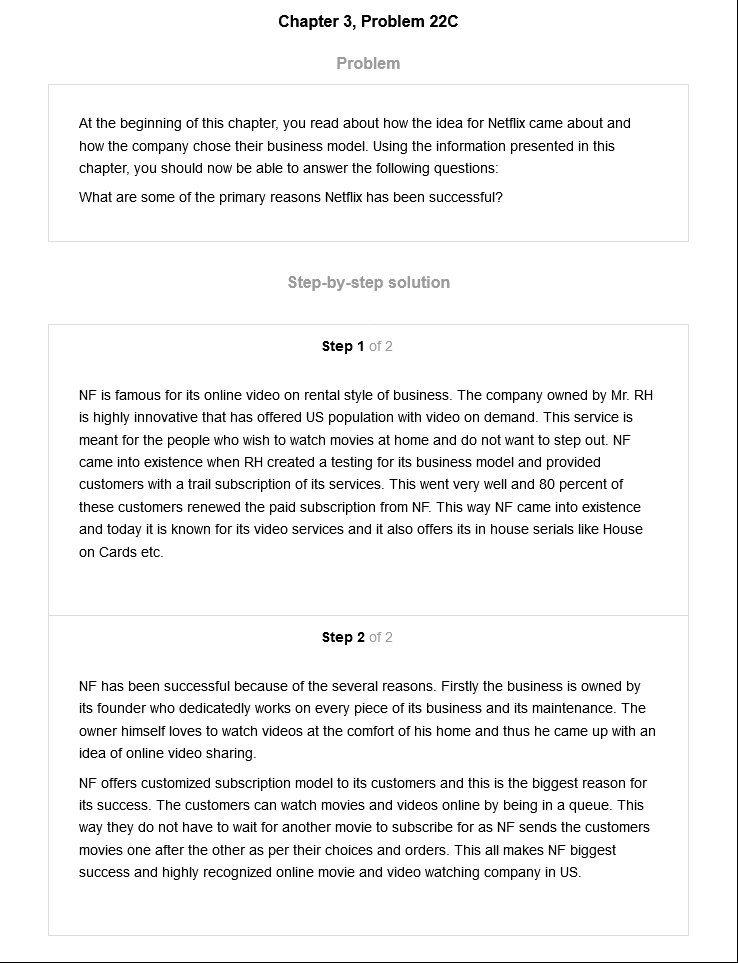 Chapter 3, Problem 22C
Problem
At the beginning of this chapter, you read about how the idea for Netflix came about and
how the company chose their business model. Using the information presented in this
chapter, you should now be able to answer the following questions:
What are some of the primary reasons Netflix has been successful?
Step-by-step solution
Step 1 of 2
NF is famous for its online video on rental style of business. The company owned by Mr. RH
is highly innovative that has offered US population with video on demand. This service is
meant for the people who wish to watch movies at home and do not want to step out. NF
came into existence when RH created a testing for its business model and provided
customers with a trail subscription of its services. This went very well and 80 percent of
these customers renewed the paid subscription from NF. This way NF came into existence
and today it is known for its video services and it also offers its in house serials like House
on Cards etc.
Step 2 of 2
NF has been successful because of the several reasons. Firstly the business is owned by
its founder who dedicatedly works on every piece of its business and its maintenance. The
owner himself loves to watch videos at the comfort of his home and thus he came up with an
idea of online video sharing.
NF offers customized subscription model to its customers and this is the biggest reason for
its success. The customers can watch movies and videos online by being in a queue. This
way they do not have to wait for another movie to subscribe for as NF sends the customers
movies one after the other as per their choices and orders. This all makes NF biggest
success and highly recognized online movie and video watching company in US.